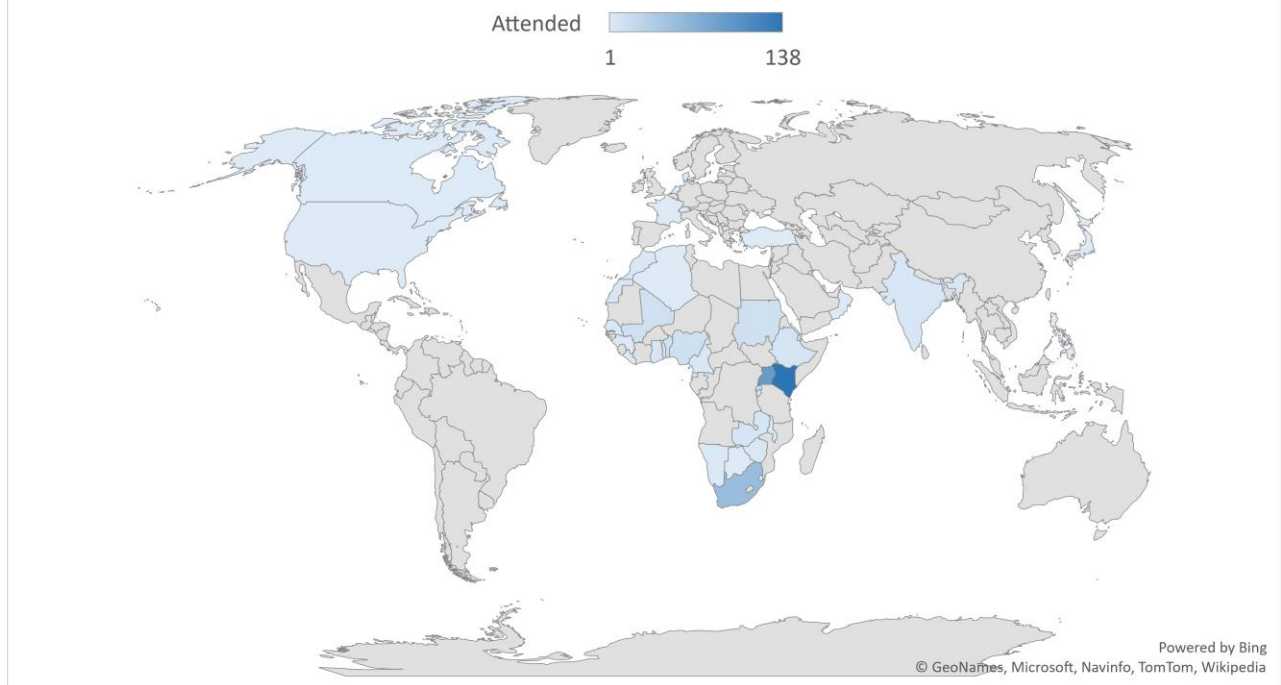 Attended
1 138
Powered by Bing
© GeoNames, Microsoft, Navinfo, TomTom, Wikipedia